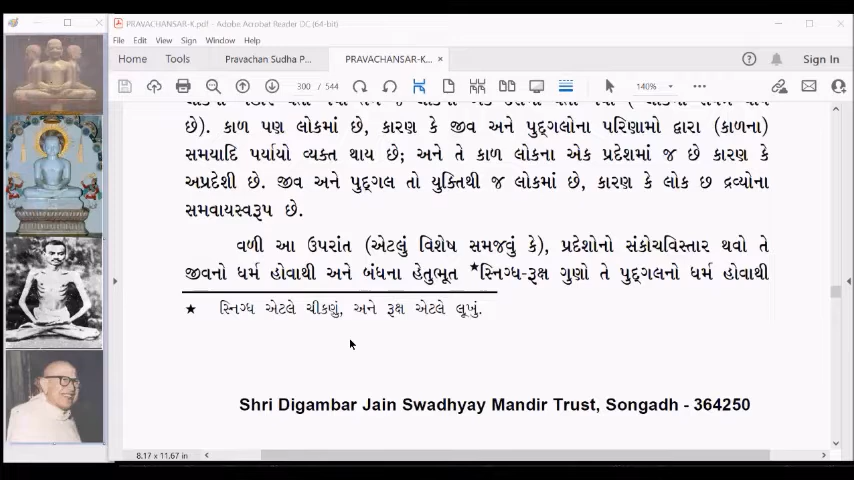 PRAVACHANSAR-K.pdf - Adobe Acrobat Reader DC (64-bit)
File Edit View Sign Window Help
Home Tools Pravachan Sudha P... PRAVACHSAR-K... × Sign In
300 / 544 140%
છે). કાળ પણ લોકમાં છે, કારણ કે જીવ અને પુદ્ગલોના પરિણામો દ્વારા (કાળના)
સમયાદિ પર્યાયો વ્યક્ત થાય છે; અને તે કાળ લોકના એક પ્રદેશમાં જ છે કારણ કે
અપ્રદેશી છે. જીવ અને પુદ્ગલ તો યુક્તિથી જ લોકમાં છે, કારણ કે લોક છ દ્રવ્યોના
સમવાયસ્વરૂપ છે.
વળી આ ઉપરાંત (એટલું વિશેષ સમજવું કે), પ્રદેશોનો સંકોચવિસ્તાર થવો તે
જીવનો ધર્મ હોવાથી અને બંધના હેતુભૂત ★સ્નિગ્ધ-રૂક્ષ ગુણો તે પુદ્ગલનો ધર્મ હોવાથી
★ સ્નિગ્ધ એટલે ચીકણું, અને રૂક્ષ એટલે લૂખું.
Shri Digambar Jain Swadhyay Mandir Trust, Songadh - 364250
8.17 x 11.67 in